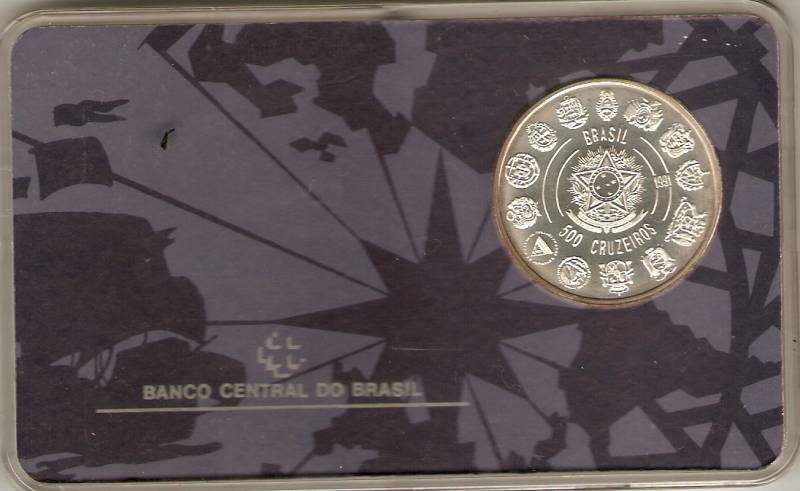 BRASIL
1991
500 CRUZEIROS
BANCO CENTRAL DO BRASIL